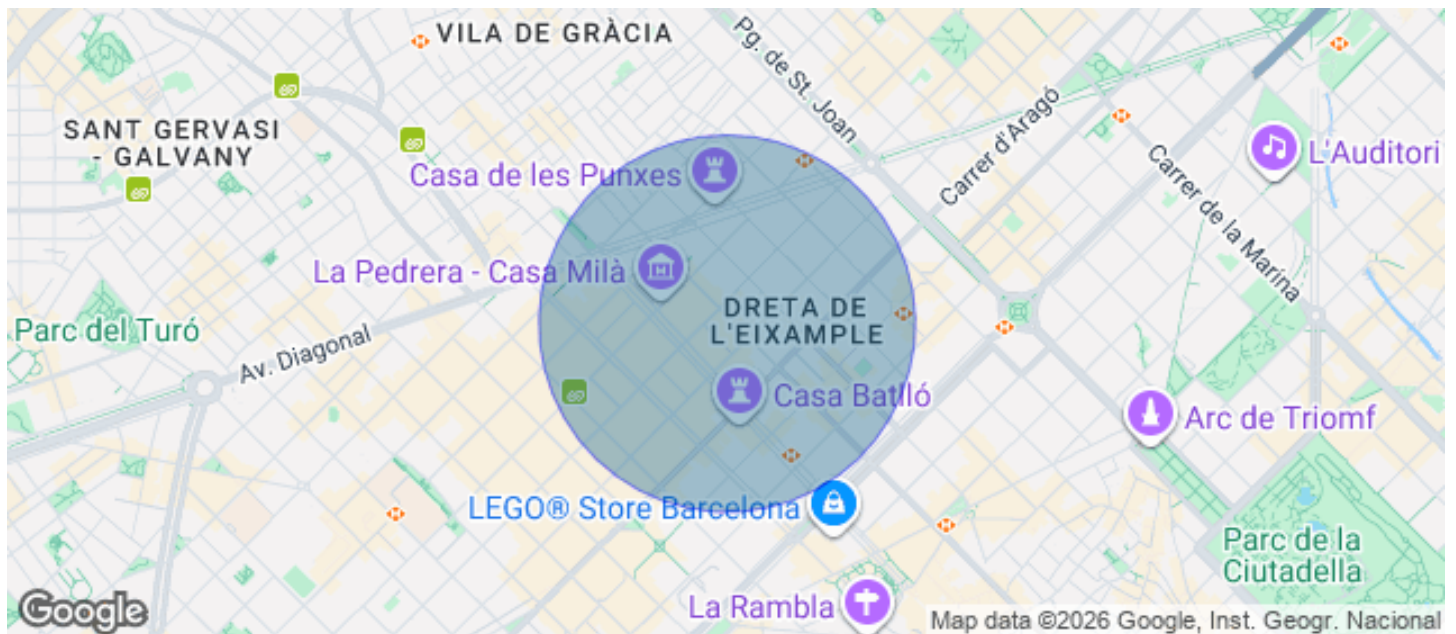 VILA DE GRÀCIA
Pg. de St. Joan
SANT GERVASI
- GALVANY
Carrer d'Aragó
L'Auditori
Casa de les Punxes
Carrer de la Marina
La Pedrera - Casa Milà
DRETA DE
L'EIXAMPLE
Parc del Turó
Av. Diagonal
Casa Batlló
Arc de Triomf
LEGO® Store Barcelona
Parc de la
Ciutadella
La Rambla
Google
Map data ©2026 Google, Inst. Geogr. Nacional